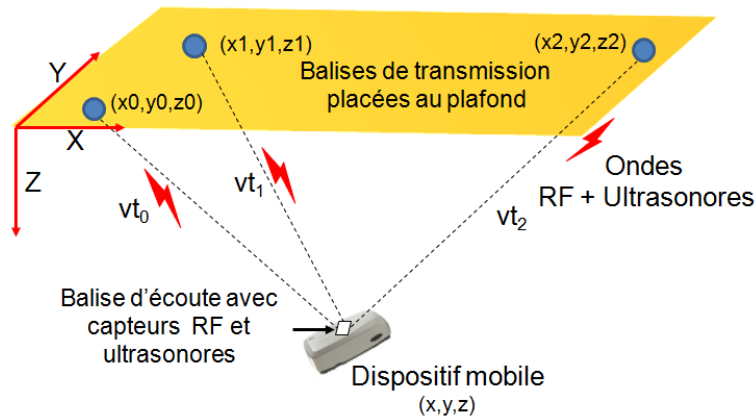 (x1,y1,z1)
(x2,y2,z2)
Y
Balises de transmission
placées au plafond
(x0,y0,z0)
X
Z
Ondes
RF + Ultrasonores
vt1
vt0
vt2
Balise d'écoute avec
capteurs RF et
ultrasonores
Dispositif mobile
(x,y,z)